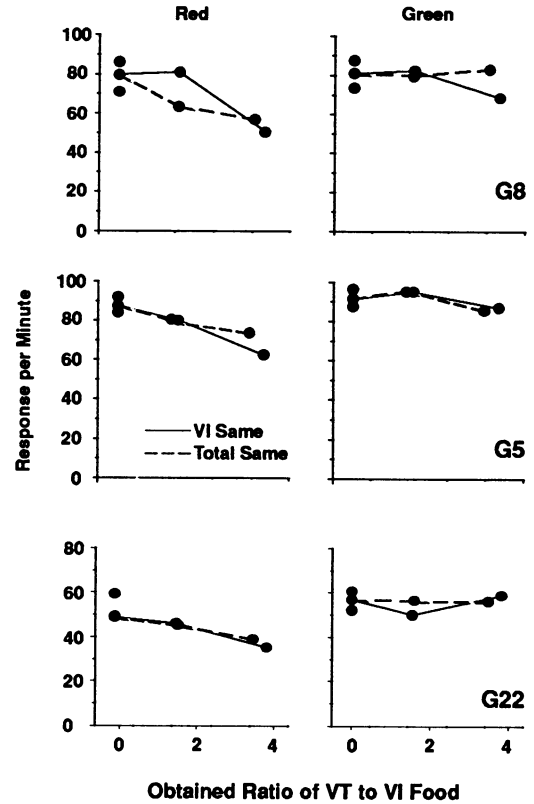 Red Green
100
80
60
40
20
0
G8
Response per Minute
100
80
60
40
20
0
VI Same
Total Same
G5
80
60
40
20
0
G22
0 2 4 0 2 4
Obtained Ratio of VT to VI Food